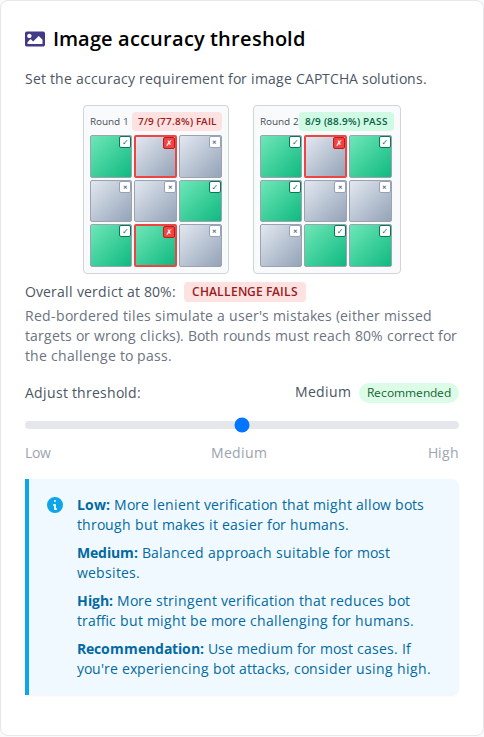 Image accuracy threshold
Set the accuracy requirement for image CAPTCHA solutions.
Round 1 7/9 (77.8%) FAIL
Round 2 8/9 (88.9%) PASS
Overall verdict at 80%: CHALLENGE FAILS
Red-bordered tiles simulate a user's mistakes (either missed
targets or wrong clicks). Both rounds must reach 80% correct for
the challenge to pass.
Adjust threshold: Medium Recommended
Low Medium High
Low: More lenient verification that might allow bots
through but makes it easier for humans.
Medium: Balanced approach suitable for most
websites.
High: More stringent verification that reduces bot
traffic but might be more challenging for humans.
Recommendation: Use medium for most cases. If
you're experiencing bot attacks, consider using high.